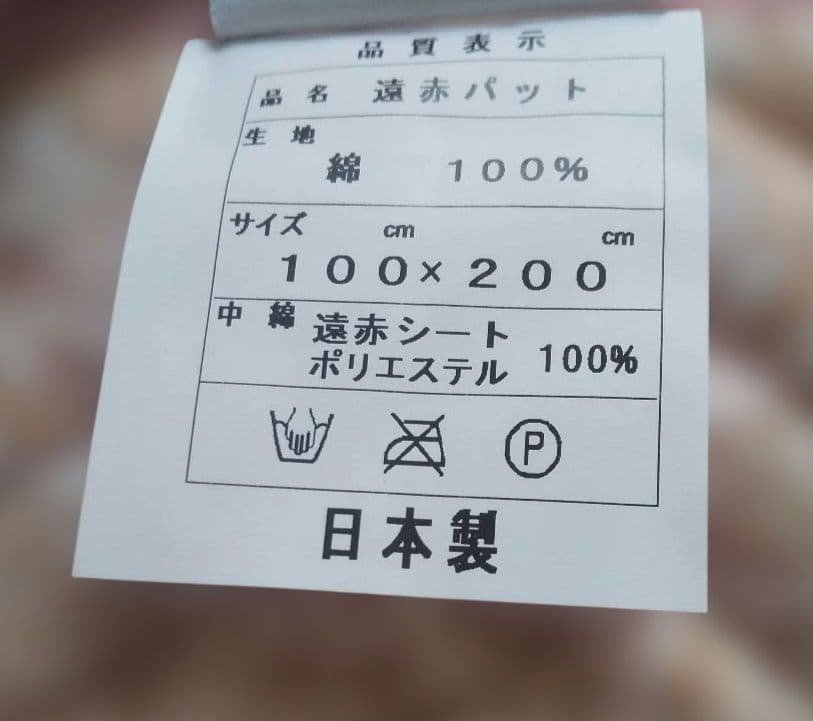 品質表示
品名 遠赤パット
生地
綿 100%
サイズ cm cm
100×200
中綿 遠赤シート
ポリエステル 100%
P
日本製